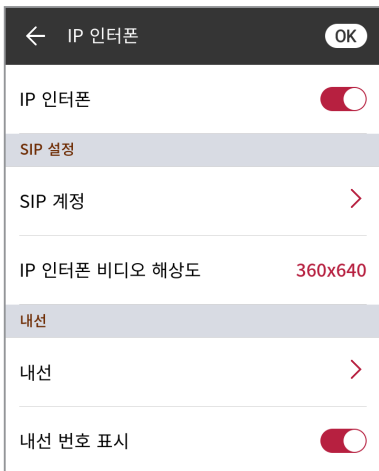 IP 인터폰
OK
IP 인터폰
SIP 설정
SIP 계정
IP 인터폰 비디오 해상도 360x640
내선
내선
내선 번호 표시